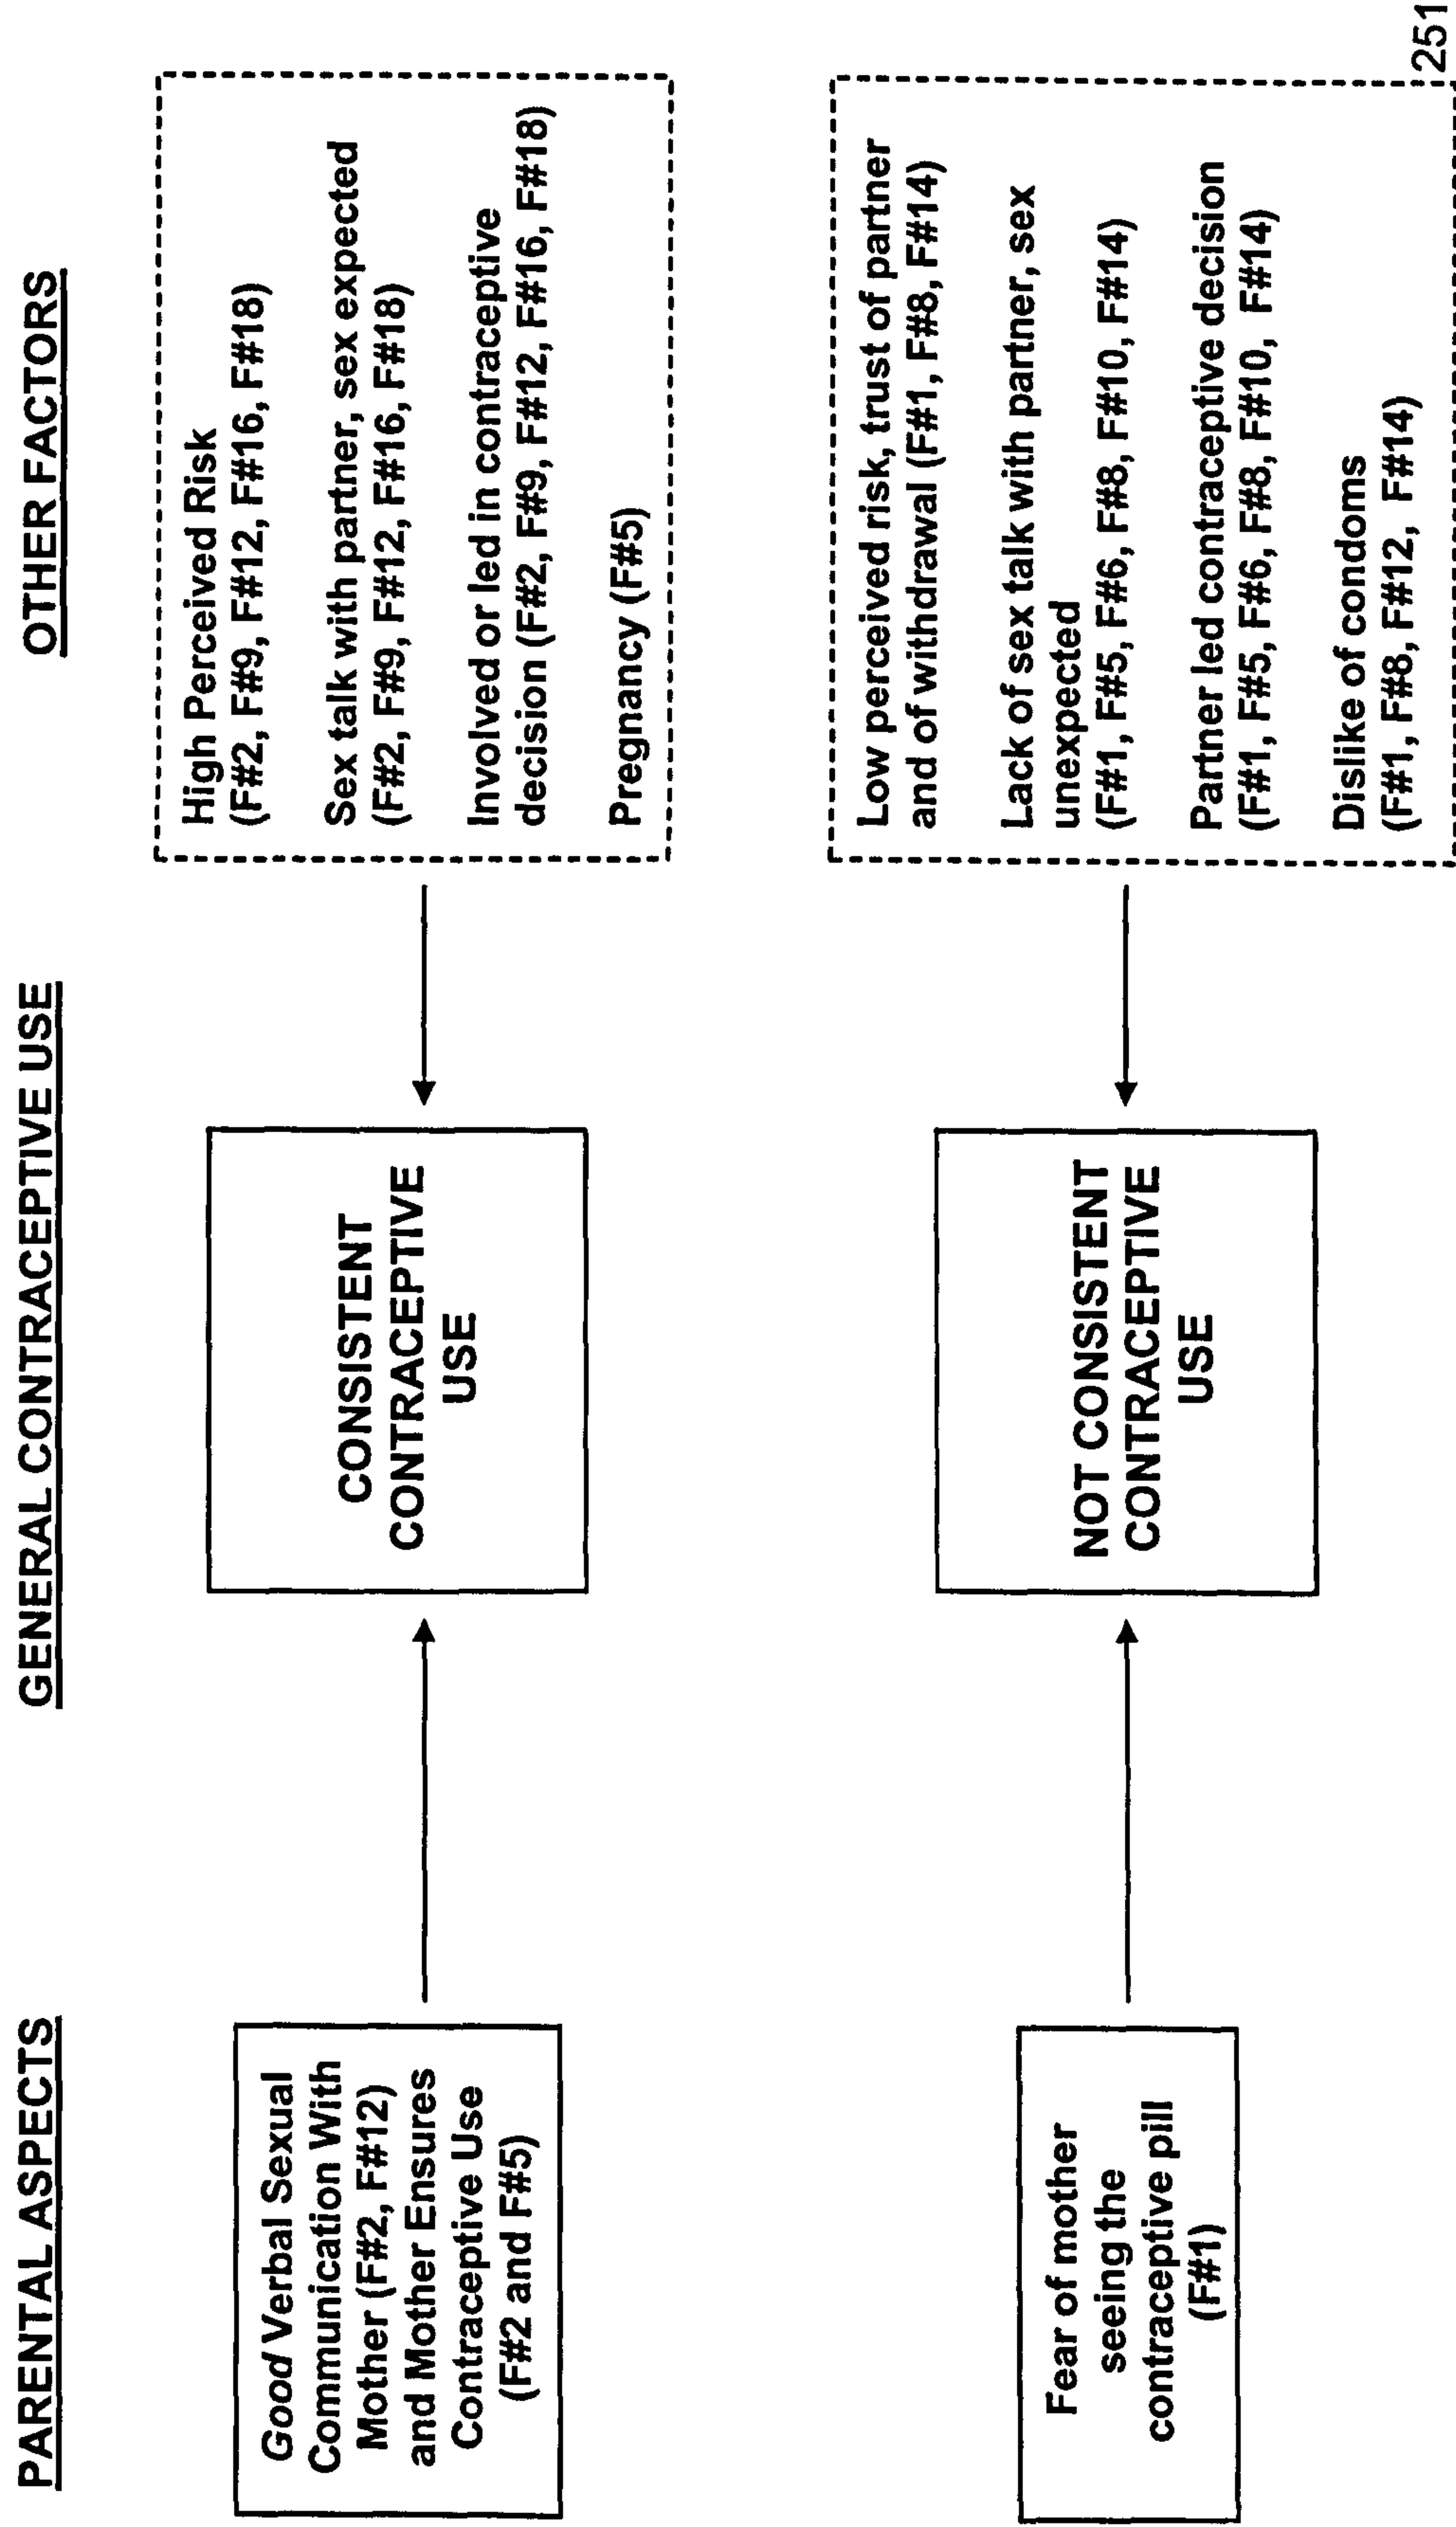 PARENTAL ASPECTS
GENERAL CONTRACEPTIVE USE
OTHER FACTORS
Good Verbal Sexual
Communication With
Mother (F#2, F#12)
and Mother Ensures
Contraceptive Use
(F#2 and F#5)
CONSISTENT
CONTRACEPTIVE
USE
High Perceived Risk
(F#2, F#9, F#12, F#16, F#18)
Sex talk with partner, sex expected
(F#2, F#9, F#12, F#16, F#18)
Involved or led in contraceptive
decision (F#2, F#9, F#12, F#16, F#18)
Pregnancy (F#5)
Fear of mother
seeing the
contraceptive pill
(F#1)
NOT CONSISTENT
CONTRACEPTIVE
USE
Low perceived risk, trust of partner
and of withdrawal (F#1, F#8, F#14)
Lack of sex talk with partner, sex
unexpected
(F#1, F#5, F#6, F#8, F#10, F#14)
Partner led contraceptive decision
(F#1, F#5, F#6, F#8, F#10, F#14)
Dislike of condoms
(F#1, F#8, F#12, F#14)
251